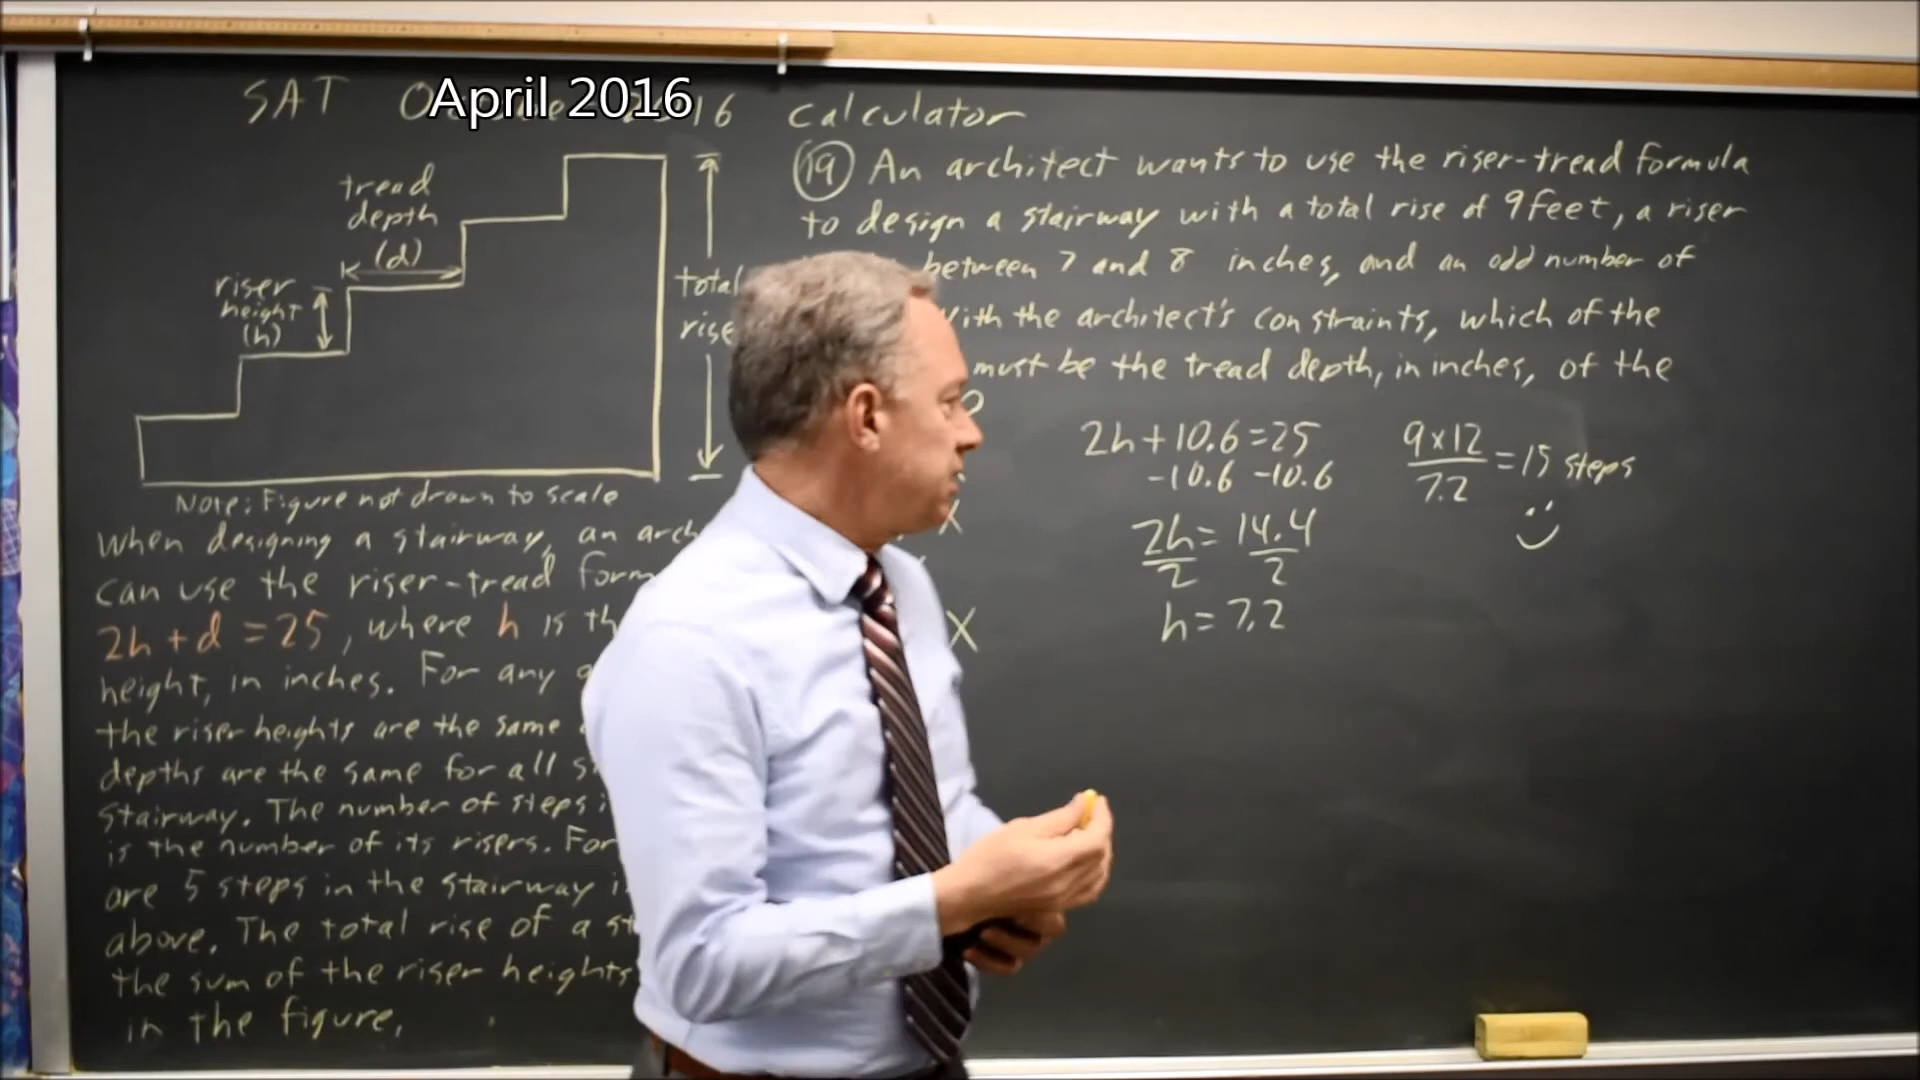 April 2016
SAT 16 calculator
tread
depth
(d)
riser
height
(h)
total
rise
Note: Figure not drawn to scale
When designing a stairway, an
can use the riser-tread
2h + d = 25, where h is
height, in inches. For any
the riser heights are the same
depths are the same for all
stairway. The number of steps
is the number of its risers. For
are 5 steps in the stairway
above. The total rise of a
the sum of the riser heights
in the figure.
19 An architect wants to use the riser-tread formula
to design a stairway with a total rise of 9 feet, a riser
between 7 and 8 inches, and an odd number of
with the architect's constraints, which of the
must be the tread depth, in inches, of the
?
X
X
2h + 10.6 = 25
-10.6 -10.6
2h = 14.4
2 2
h = 7.2
9 x 12
7.2
= 15 steps